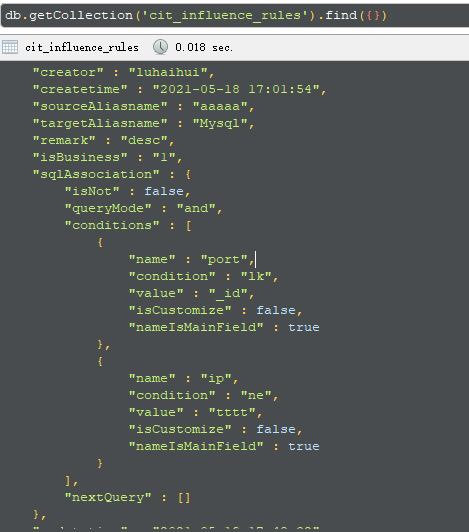 db.getCollection('cit_influence_rules').find({})
cit_influence_rules 0.018 sec.
"creator" : "luhaihui",
"createtime" : "2021-05-18 17:01:54",
"sourceAliasname" : "aaaaa",
"targetAliasname" : "Mysql",
"remark" : "desc",
"isBusiness" : "1",
"sqlAssociation" : {
"isNot" : false,
"queryMode" : "and",
"conditions" : [
{
"name" : "port",
"condition" : "lk",
"value" : "_id",
"isCustomize" : false,
"nameIsMainField" : true
},
{
"name" : "ip",
"condition" : "ne",
"value" : "tttt",
"isCustomize" : false,
"nameIsMainField" : true
}
],
"nextQuery" : []
},